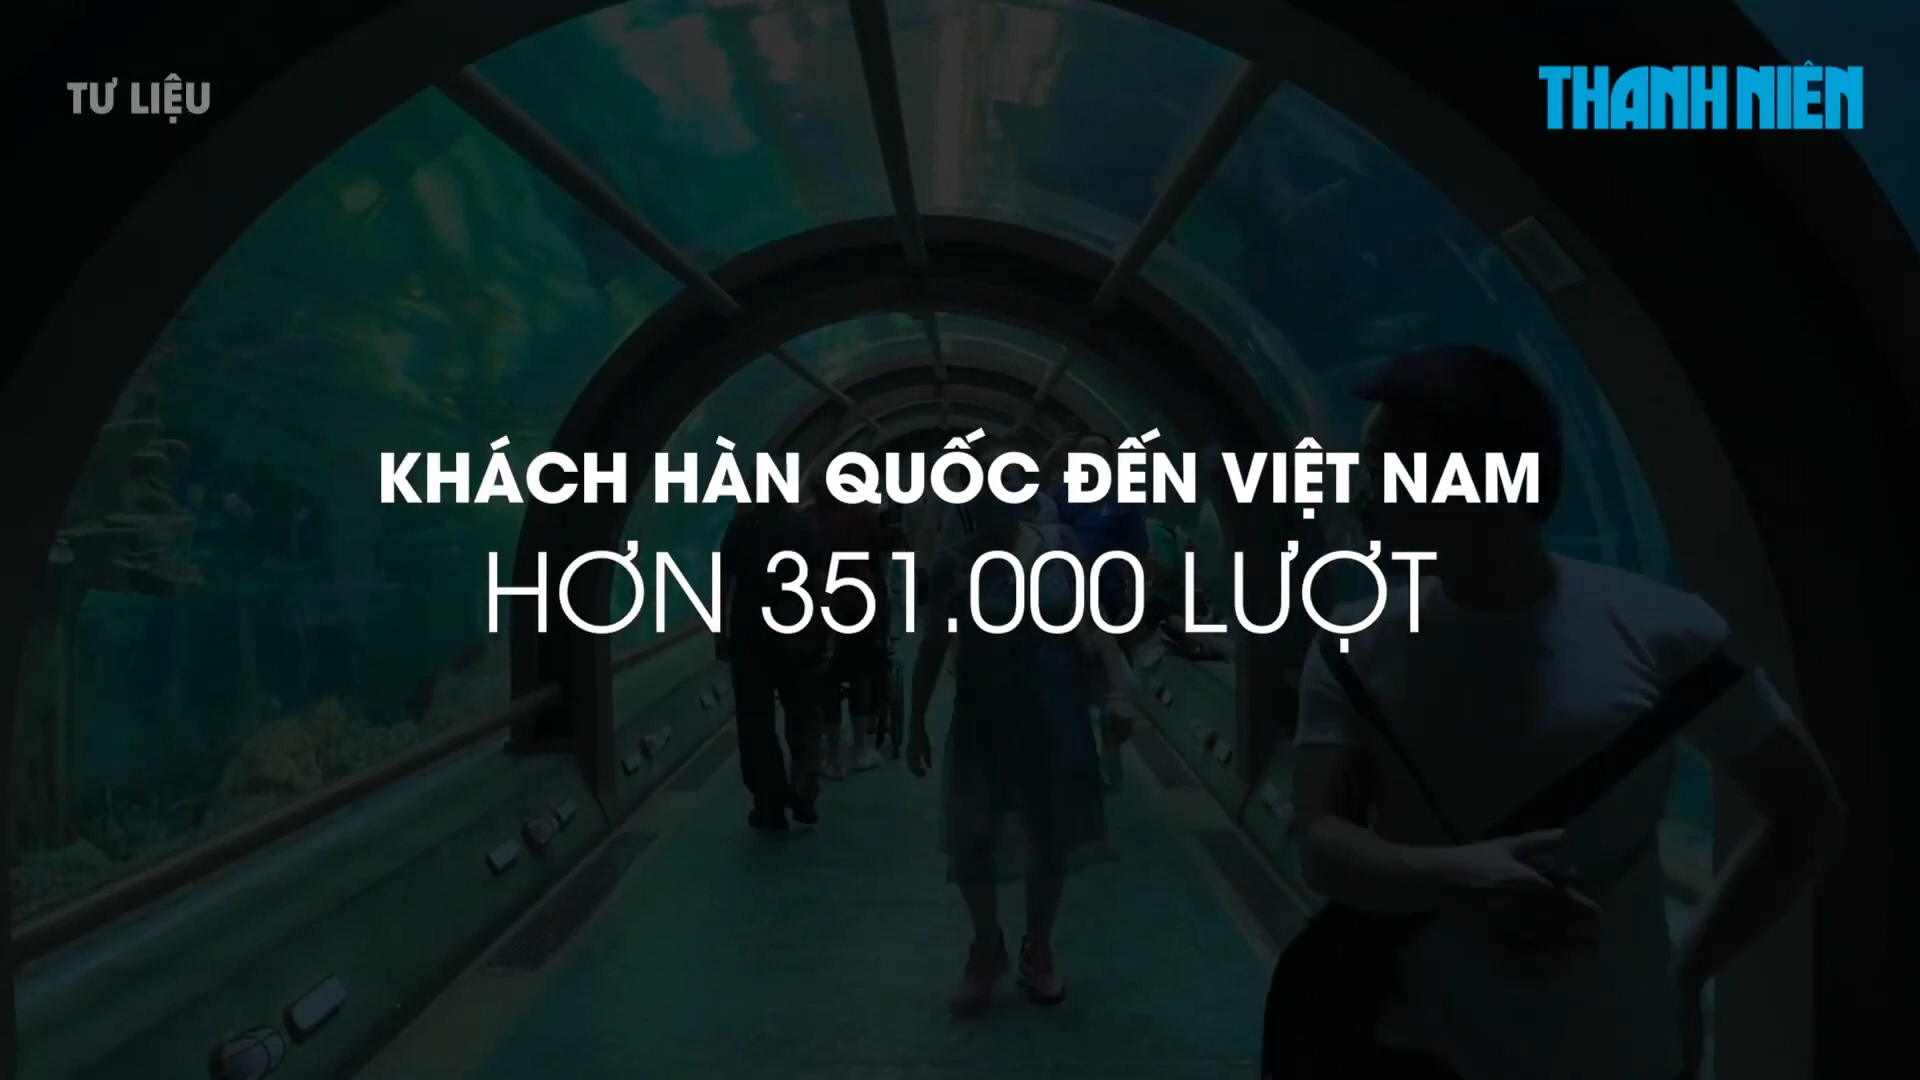 TƯ LIỆU
THANH NIÊN
KHÁCH HÀN QUỐC ĐẾN VIỆT NAM
HƠN 351.000 LƯỢT